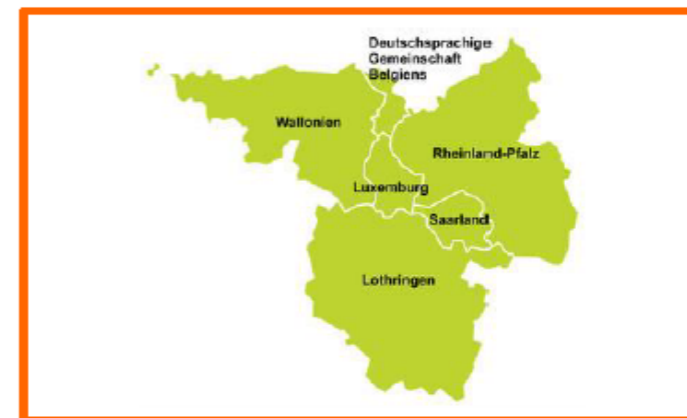 Deutschsprachige
Gemeinschaft
Belgiens
Wallonien
Rheinland-Pfalz
Luxemburg
Saarland
Lothringen